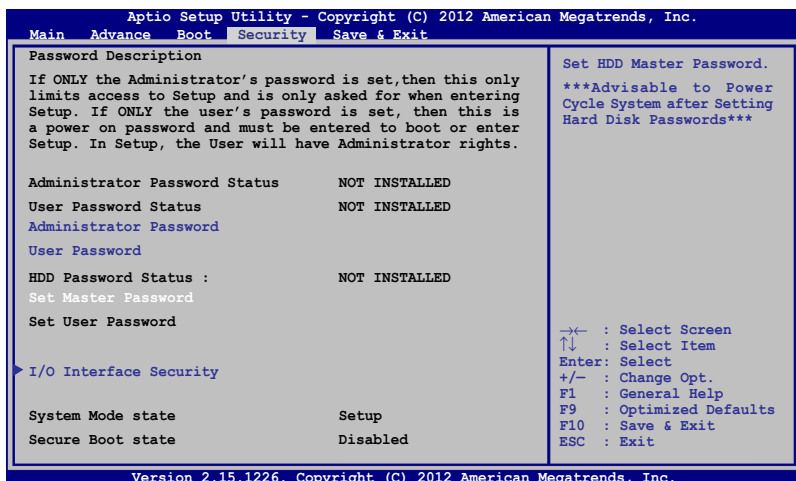 Aptio Setup Utility - Copyright (C) 2012 American Megatrends, Inc.
Main Advance Boot Security Save & Exit
Password Description
If ONLY the Administrator's password is set,then this only
limits access to Setup and is only asked for when entering
Setup. If ONLY the user's password is set, then this is
a power on password and must be entered to boot or enter
Setup. In Setup, the User will have Administrator rights.
Administrator Password Status NOT INSTALLED
User Password Status NOT INSTALLED
Administrator Password
User Password
HDD Password Status : NOT INSTALLED
Set Master Password
Set User Password
I/O Interface Security
System Mode state Setup
Secure Boot state Disabled
Set HDD Master Password.
***Advisable to Power
Cycle System after Setting
Hard Disk Passwords***
→← : Select Screen
↑↓ : Select Item
Enter: Select
+/— : Change Opt.
F1 : General Help
F9 : Optimized Defaults
F10 : Save & Exit
ESC : Exit
Version 2.15.1226. Copyright (C) 2012 American Megatrends, Inc.